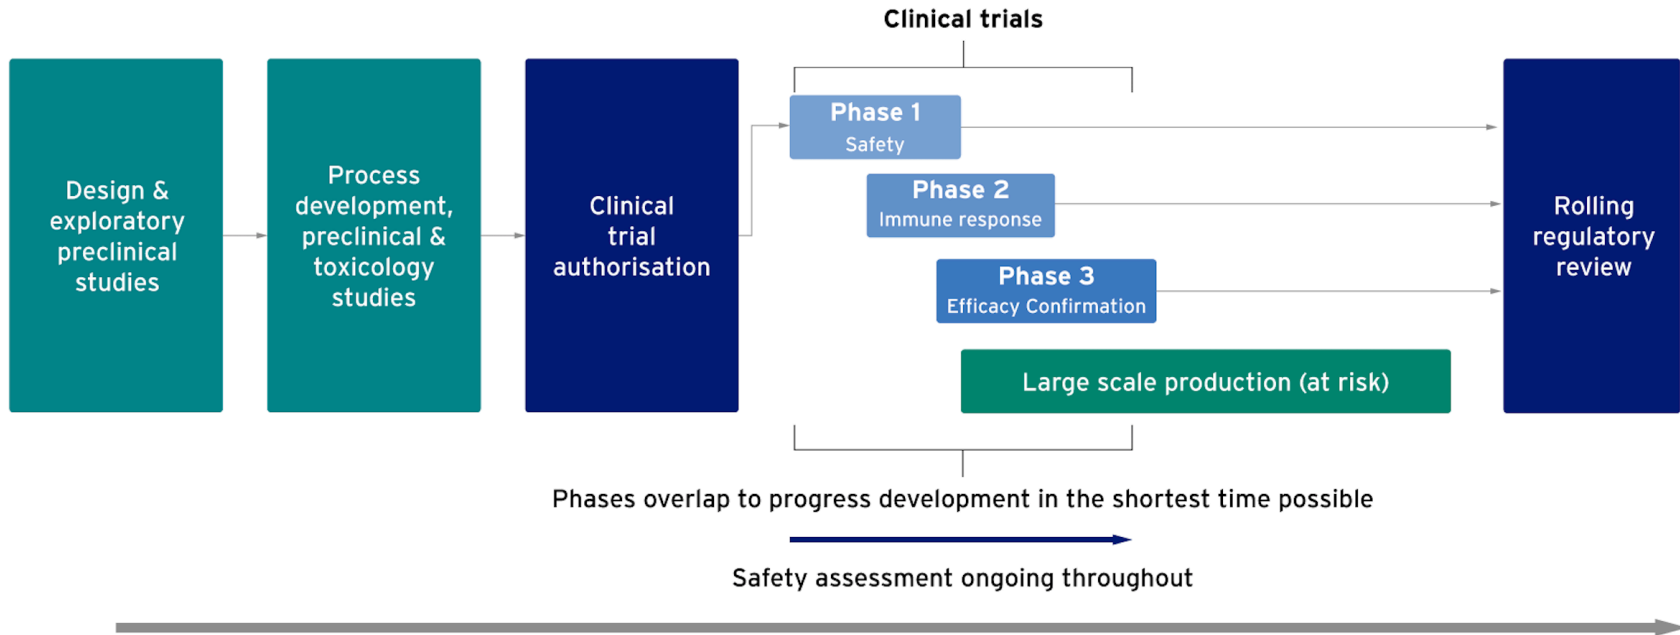 Clinical trials
Design &
exploratory
preclinical
studies
Process
development,
preclinical &
toxicology
studies
Clinical
trial
authorisation
Phase 1
Safety
Phase 2
Immune response
Phase 3
Efficacy Confirmation
Large scale production (at risk)
Rolling
regulatory
review
Phases overlap to progress development in the shortest time possible
Safety assessment ongoing throughout